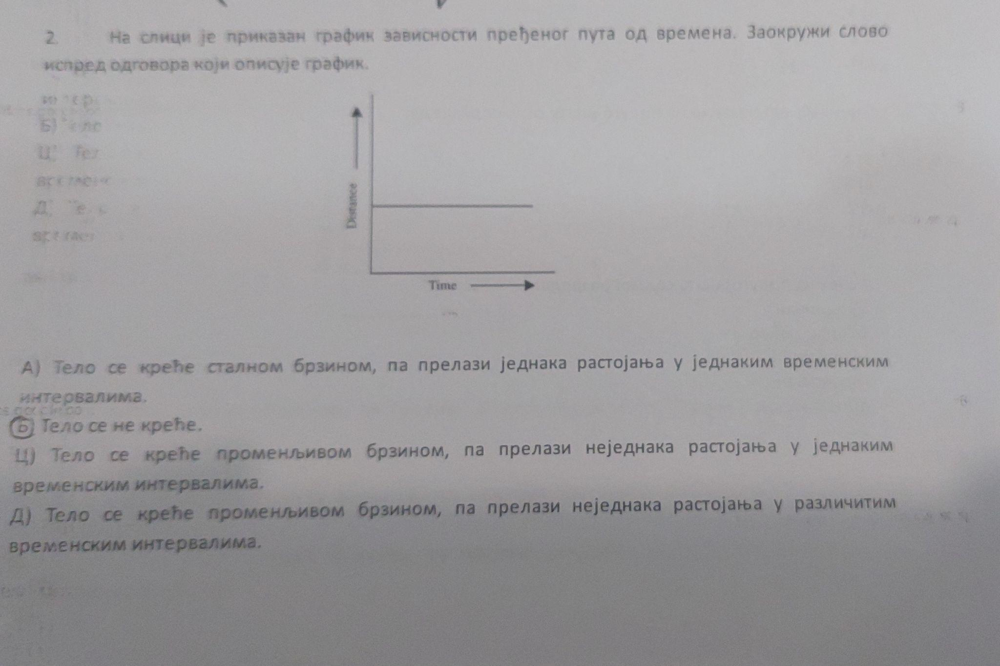 2. На слици је приказан график зависности пређеног пута од времена. Заокружи слово
испред одговора који описује график.
Distance
Time
А) Тело се креће сталном брзином, па прелази једнака растојања у једнаким временским
интервалима.
Б) Тело се не креће.
Ц) Тело се креће променљивом брзином, па прелази неједнака растојања у једнаким
временским интервалима.
Д) Тело се креће променљивом брзином, па прелази неједнака растојања у различитим
временским интервалима.